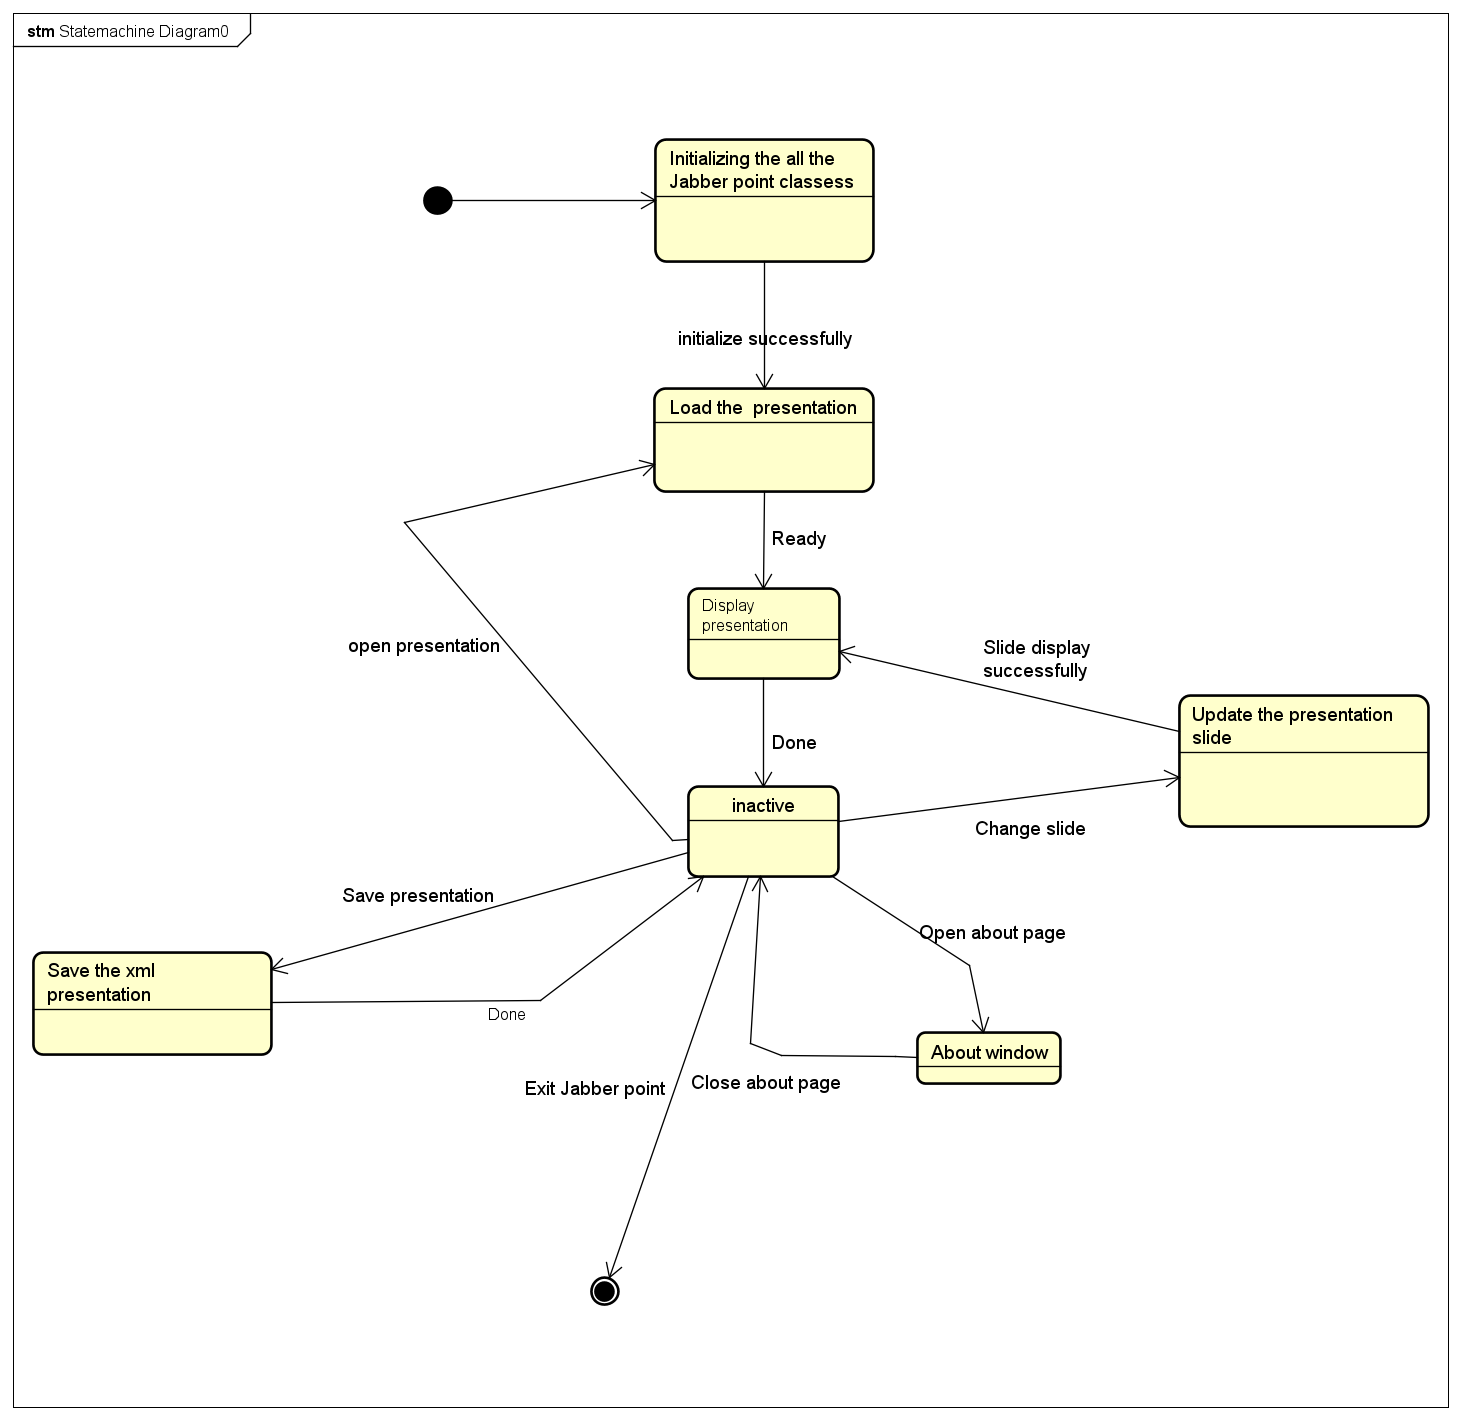 stm Statemachine Diagram0
Initializing the all the
Jabber point classess
initialize successfully
Load the  presentation
Ready
Display
presentation
open presentation
Slide display
successfully
Update the presentation
slide
Done
inactive
Change slide
Save presentation
Open about page
Save the xml
presentation
Done
About window
Close about page
Exit Jabber point